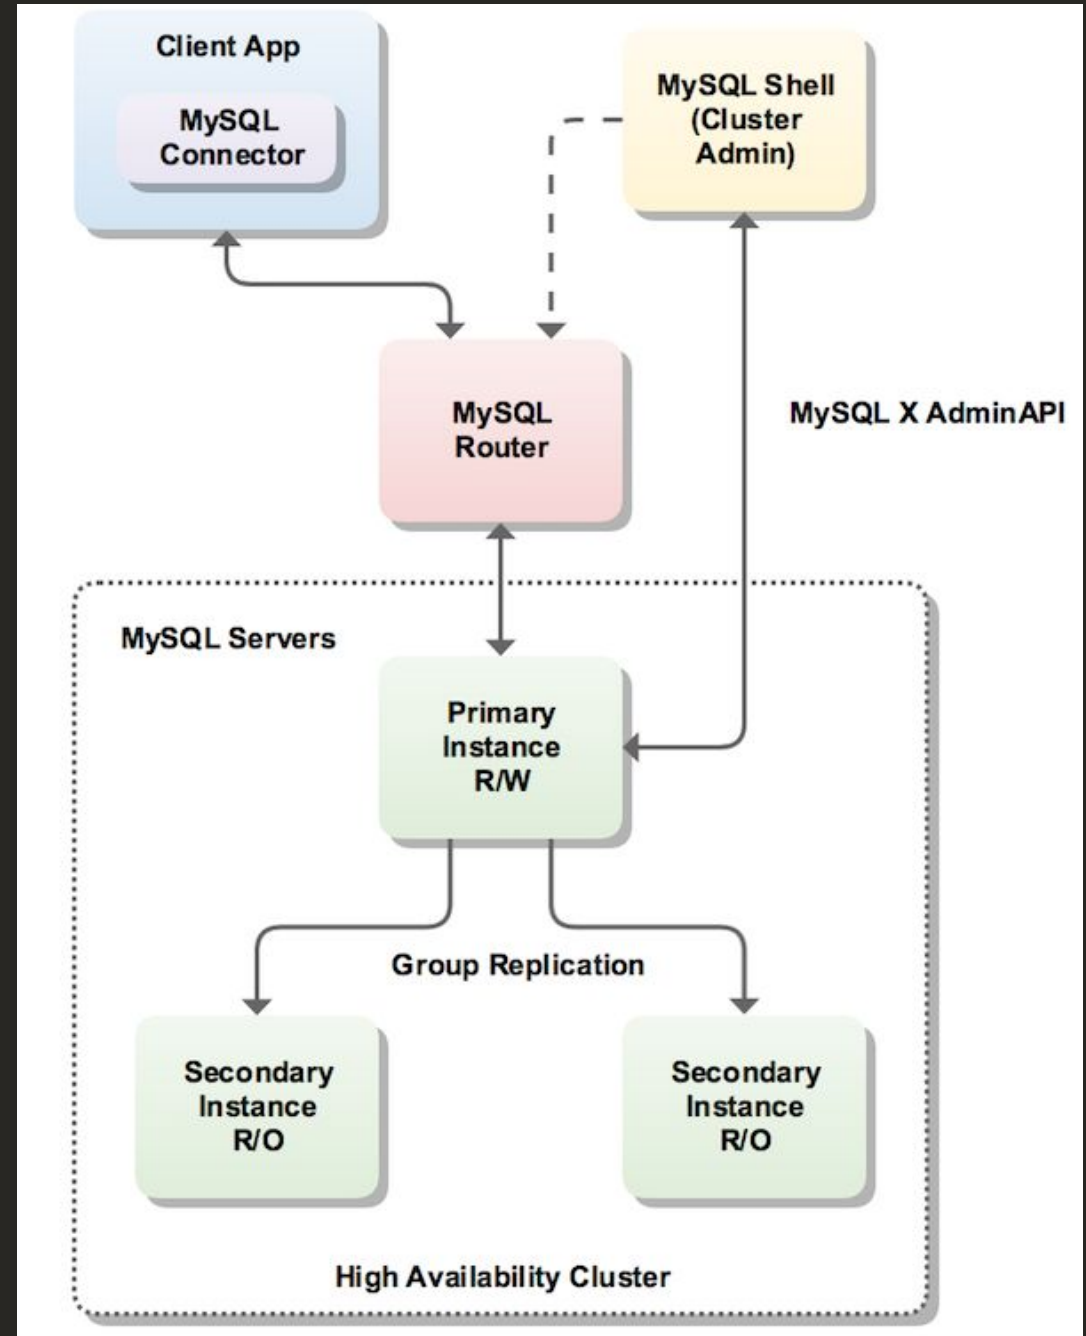 Client App
MySQL
Connector
MySQL Shell
(Cluster
Admin)
MySQL
Router
MySQL X AdminAPI
MySQL Servers
Primary
Instance
R/W
Group Replication
Secondary
Instance
R/O
Secondary
Instance
R/O
High Availability Cluster